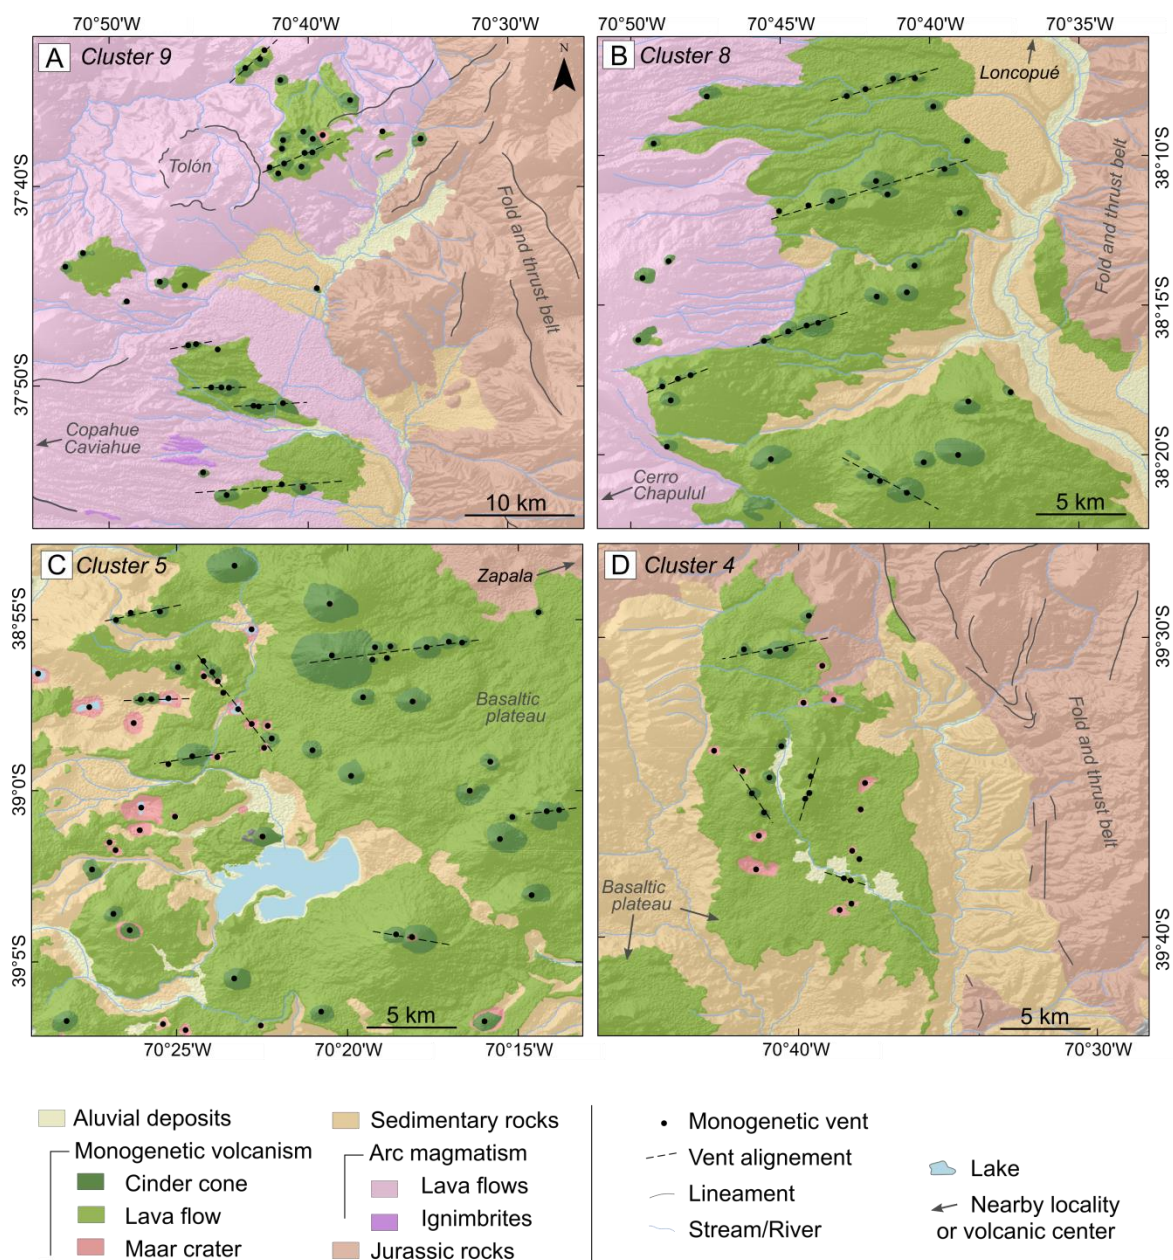 70°50'W 70°40'W 70°30'W
70°50'W 70°45'W 70°40'W 70°35'W
A Cluster 9
N
Tolón
Fold and thrust belt
Copahue
Caviahue
10 km
37°40'S
37°50'S
B Cluster 8
Loncopué
Fold and thrust belt
Cerro
Chapulul
5 km
38°10'S
38°15'S
38°20'S
C Cluster 5
Zapala
Basaltic
plateau
5 km
38°55'S
39°0'S
39°5'S
D Cluster 4
Fold and thrust belt
Basaltic
plateau
5 km
39°30'S
39°40'S
70°25'W 70°20'W 70°15'W
70°40'W 70°30'W
Aluvial deposits
Monogenetic volcanism
Cinder cone
Lava flow
Maar crater
Sedimentary rocks
Arc magmatism
Lava flows
Ignimbrites
Jurassic rocks
Monogenetic vent
Vent alignement
Lineament
Stream/River
Lake
Nearby locality
or volcanic center